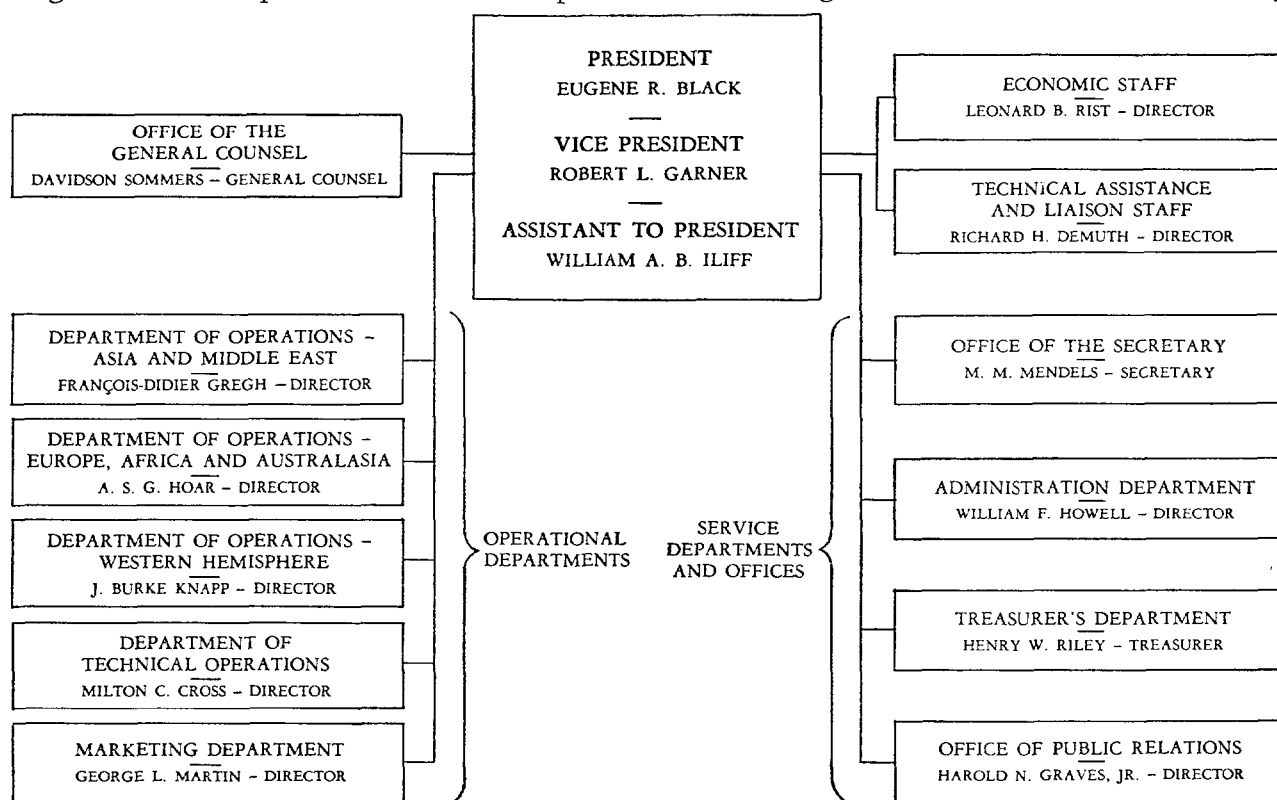 PRESIDENT
EUGENE R. BLACK
VICE PRESIDENT
ROBERT L. GARNER
ASSISTANT TO PRESIDENT
WILLIAM A. B. ILIFF
OFFICE OF THE
GENERAL COUNSEL
DAVIDSON SOMMERS – GENERAL COUNSEL
ECONOMIC STAFF
LEONARD B. RIST – DIRECTOR
TECHNICAL ASSISTANCE
AND LIAISON STAFF
RICHARD H. DEMUTH – DIRECTOR
DEPARTMENT OF OPERATIONS –
ASIA AND MIDDLE EAST
FRANÇOIS-DIDIER GREGH – DIRECTOR
DEPARTMENT OF OPERATIONS –
EUROPE, AFRICA AND AUSTRALASIA
A. S. G. HOAR – DIRECTOR
DEPARTMENT OF OPERATIONS –
WESTERN HEMISPHERE
J. BURKE KNAPP – DIRECTOR
DEPARTMENT OF
TECHNICAL OPERATIONS
MILTON C. CROSS – DIRECTOR
MARKETING DEPARTMENT
GEORGE L. MARTIN – DIRECTOR
OPERATIONAL
DEPARTMENTS
SERVICE
DEPARTMENTS
AND OFFICES
OFFICE OF THE SECRETARY
M. M. MENDELS – SECRETARY
ADMINISTRATION DEPARTMENT
WILLIAM F. HOWELL – DIRECTOR
TREASURER'S DEPARTMENT
HENRY W. RILEY – TREASURER
OFFICE OF PUBLIC RELATIONS
HAROLD N. GRAVES, JR. – DIRECTOR